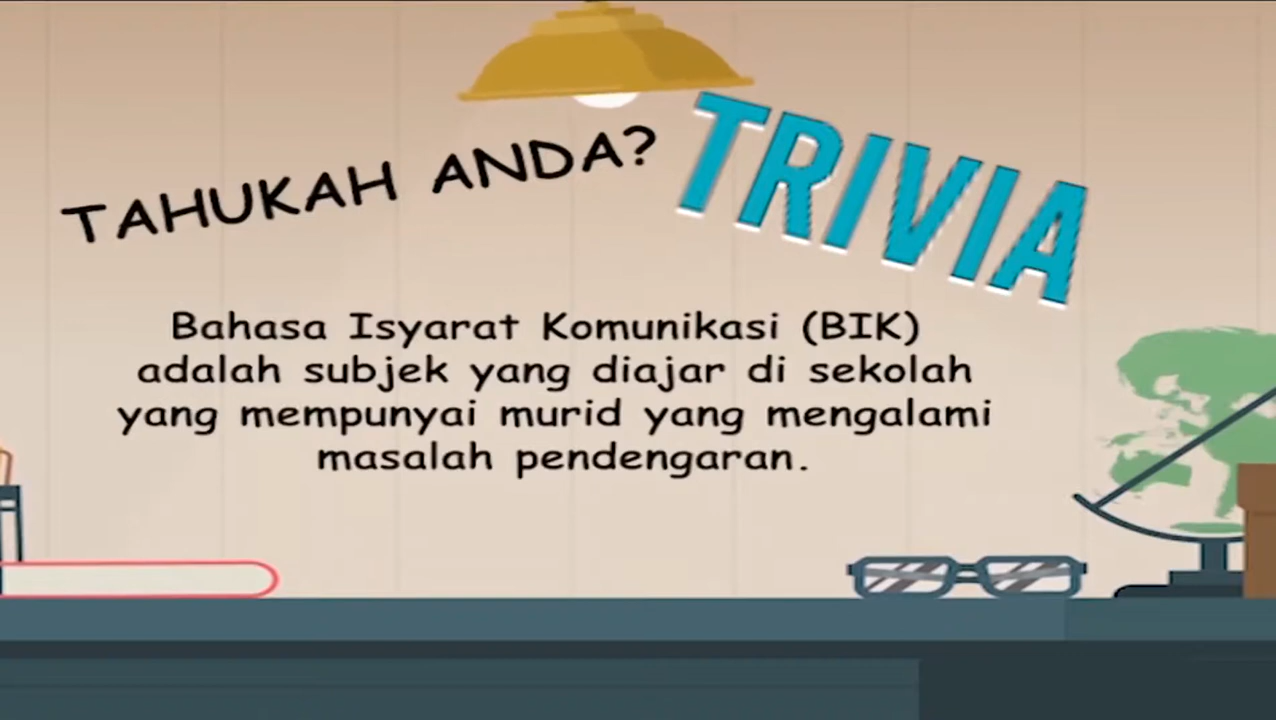 TAHUKAH ANDA?
TRIVIA
Bahasa Isyarat Komunikasi (BIK)
adalah subjek yang diajar di sekolah
yang mempunyai murid yang mengalami
masalah pendengaran.